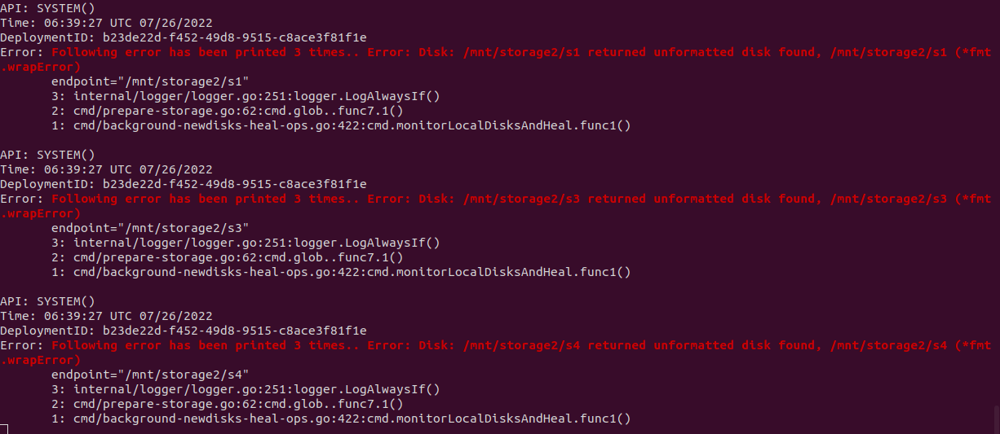 API: SYSTEM()
Time: 06:39:27 UTC 07/26/2022
DeploymentID: b23de22d-f452-49d8-9515-c8ace3f81f1e
Error: Following error has been printed 3 times.. Error: Disk: /mnt/storage2/s1 returned unformatted disk found, /mnt/storage2/s1 (*fmt
.wrapError)
       endpoint="/mnt/storage2/s1"
       3: internal/logger/logger.go:251:logger.LogAlwaysIf()
       2: cmd/prepare-storage.go:62:cmd.glob..func7.1()
       1: cmd/background-newdisks-heal-ops.go:422:cmd.monitorLocalDisksAndHeal.func1()

API: SYSTEM()
Time: 06:39:27 UTC 07/26/2022
DeploymentID: b23de22d-f452-49d8-9515-c8ace3f81f1e
Error: Following error has been printed 3 times.. Error: Disk: /mnt/storage2/s3 returned unformatted disk found, /mnt/storage2/s3 (*fmt
.wrapError)
       endpoint="/mnt/storage2/s3"
       3: internal/logger/logger.go:251:logger.LogAlwaysIf()
       2: cmd/prepare-storage.go:62:cmd.glob..func7.1()
       1: cmd/background-newdisks-heal-ops.go:422:cmd.monitorLocalDisksAndHeal.func1()

API: SYSTEM()
Time: 06:39:27 UTC 07/26/2022
DeploymentID: b23de22d-f452-49d8-9515-c8ace3f81f1e
Error: Following error has been printed 3 times.. Error: Disk: /mnt/storage2/s4 returned unformatted disk found, /mnt/storage2/s4 (*fmt
.wrapError)
       endpoint="/mnt/storage2/s4"
       3: internal/logger/logger.go:251:logger.LogAlwaysIf()
       2: cmd/prepare-storage.go:62:cmd.glob..func7.1()
       1: cmd/background-newdisks-heal-ops.go:422:cmd.monitorLocalDisksAndHeal.func1()